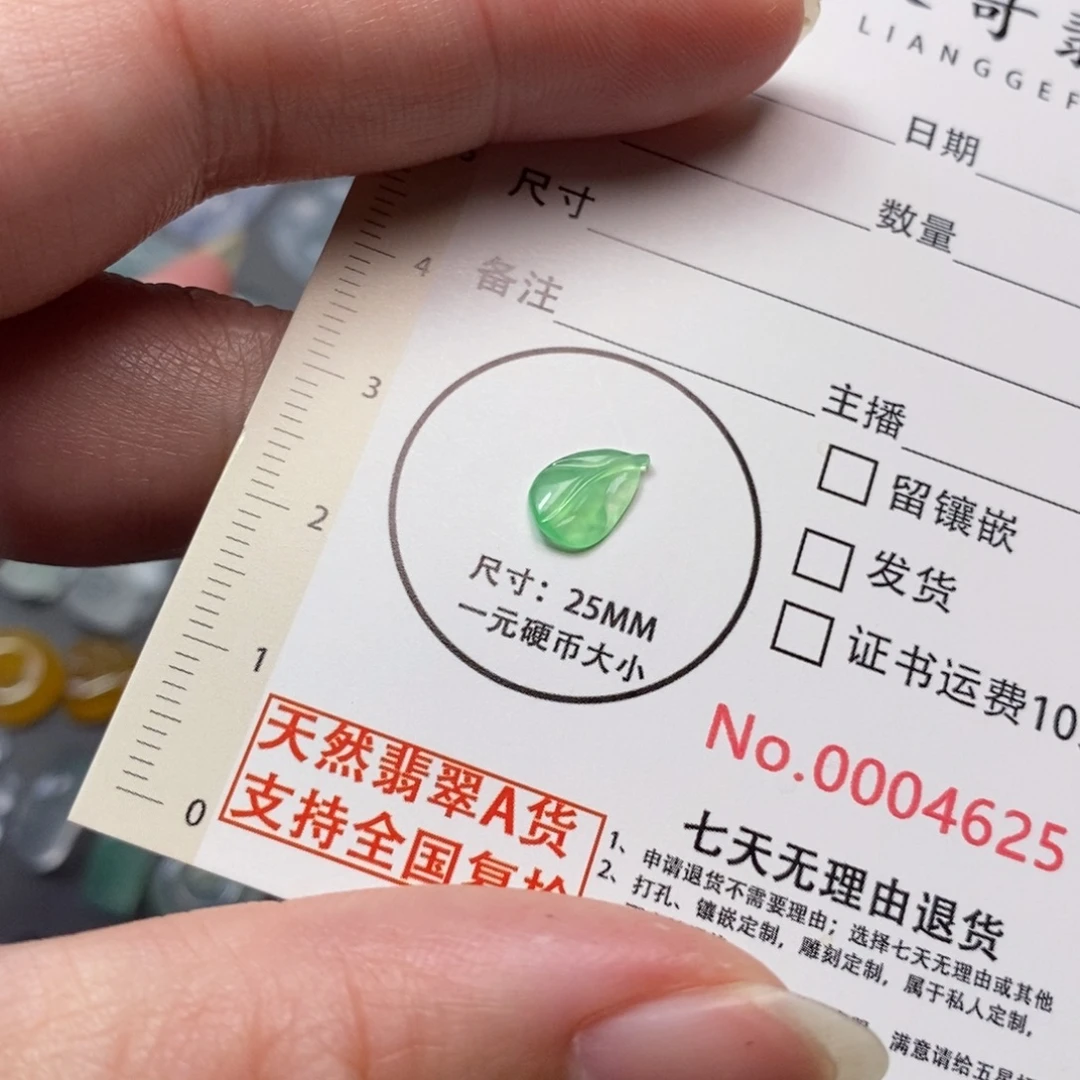 LIANGGEF
日期
尺寸
数量
备注
主播
留镶嵌
发货
证书运费10
尺寸：25MM
一元硬币大小
4
3
2
1
0
No.0004625
天然翡翠A货
支持全国复检
七天无理由退货
1、申请退货不需要理由；选择七天无理由或其他
2、打孔、镶嵌定制，雕刻定制，属于私人定制，
满意请给五星